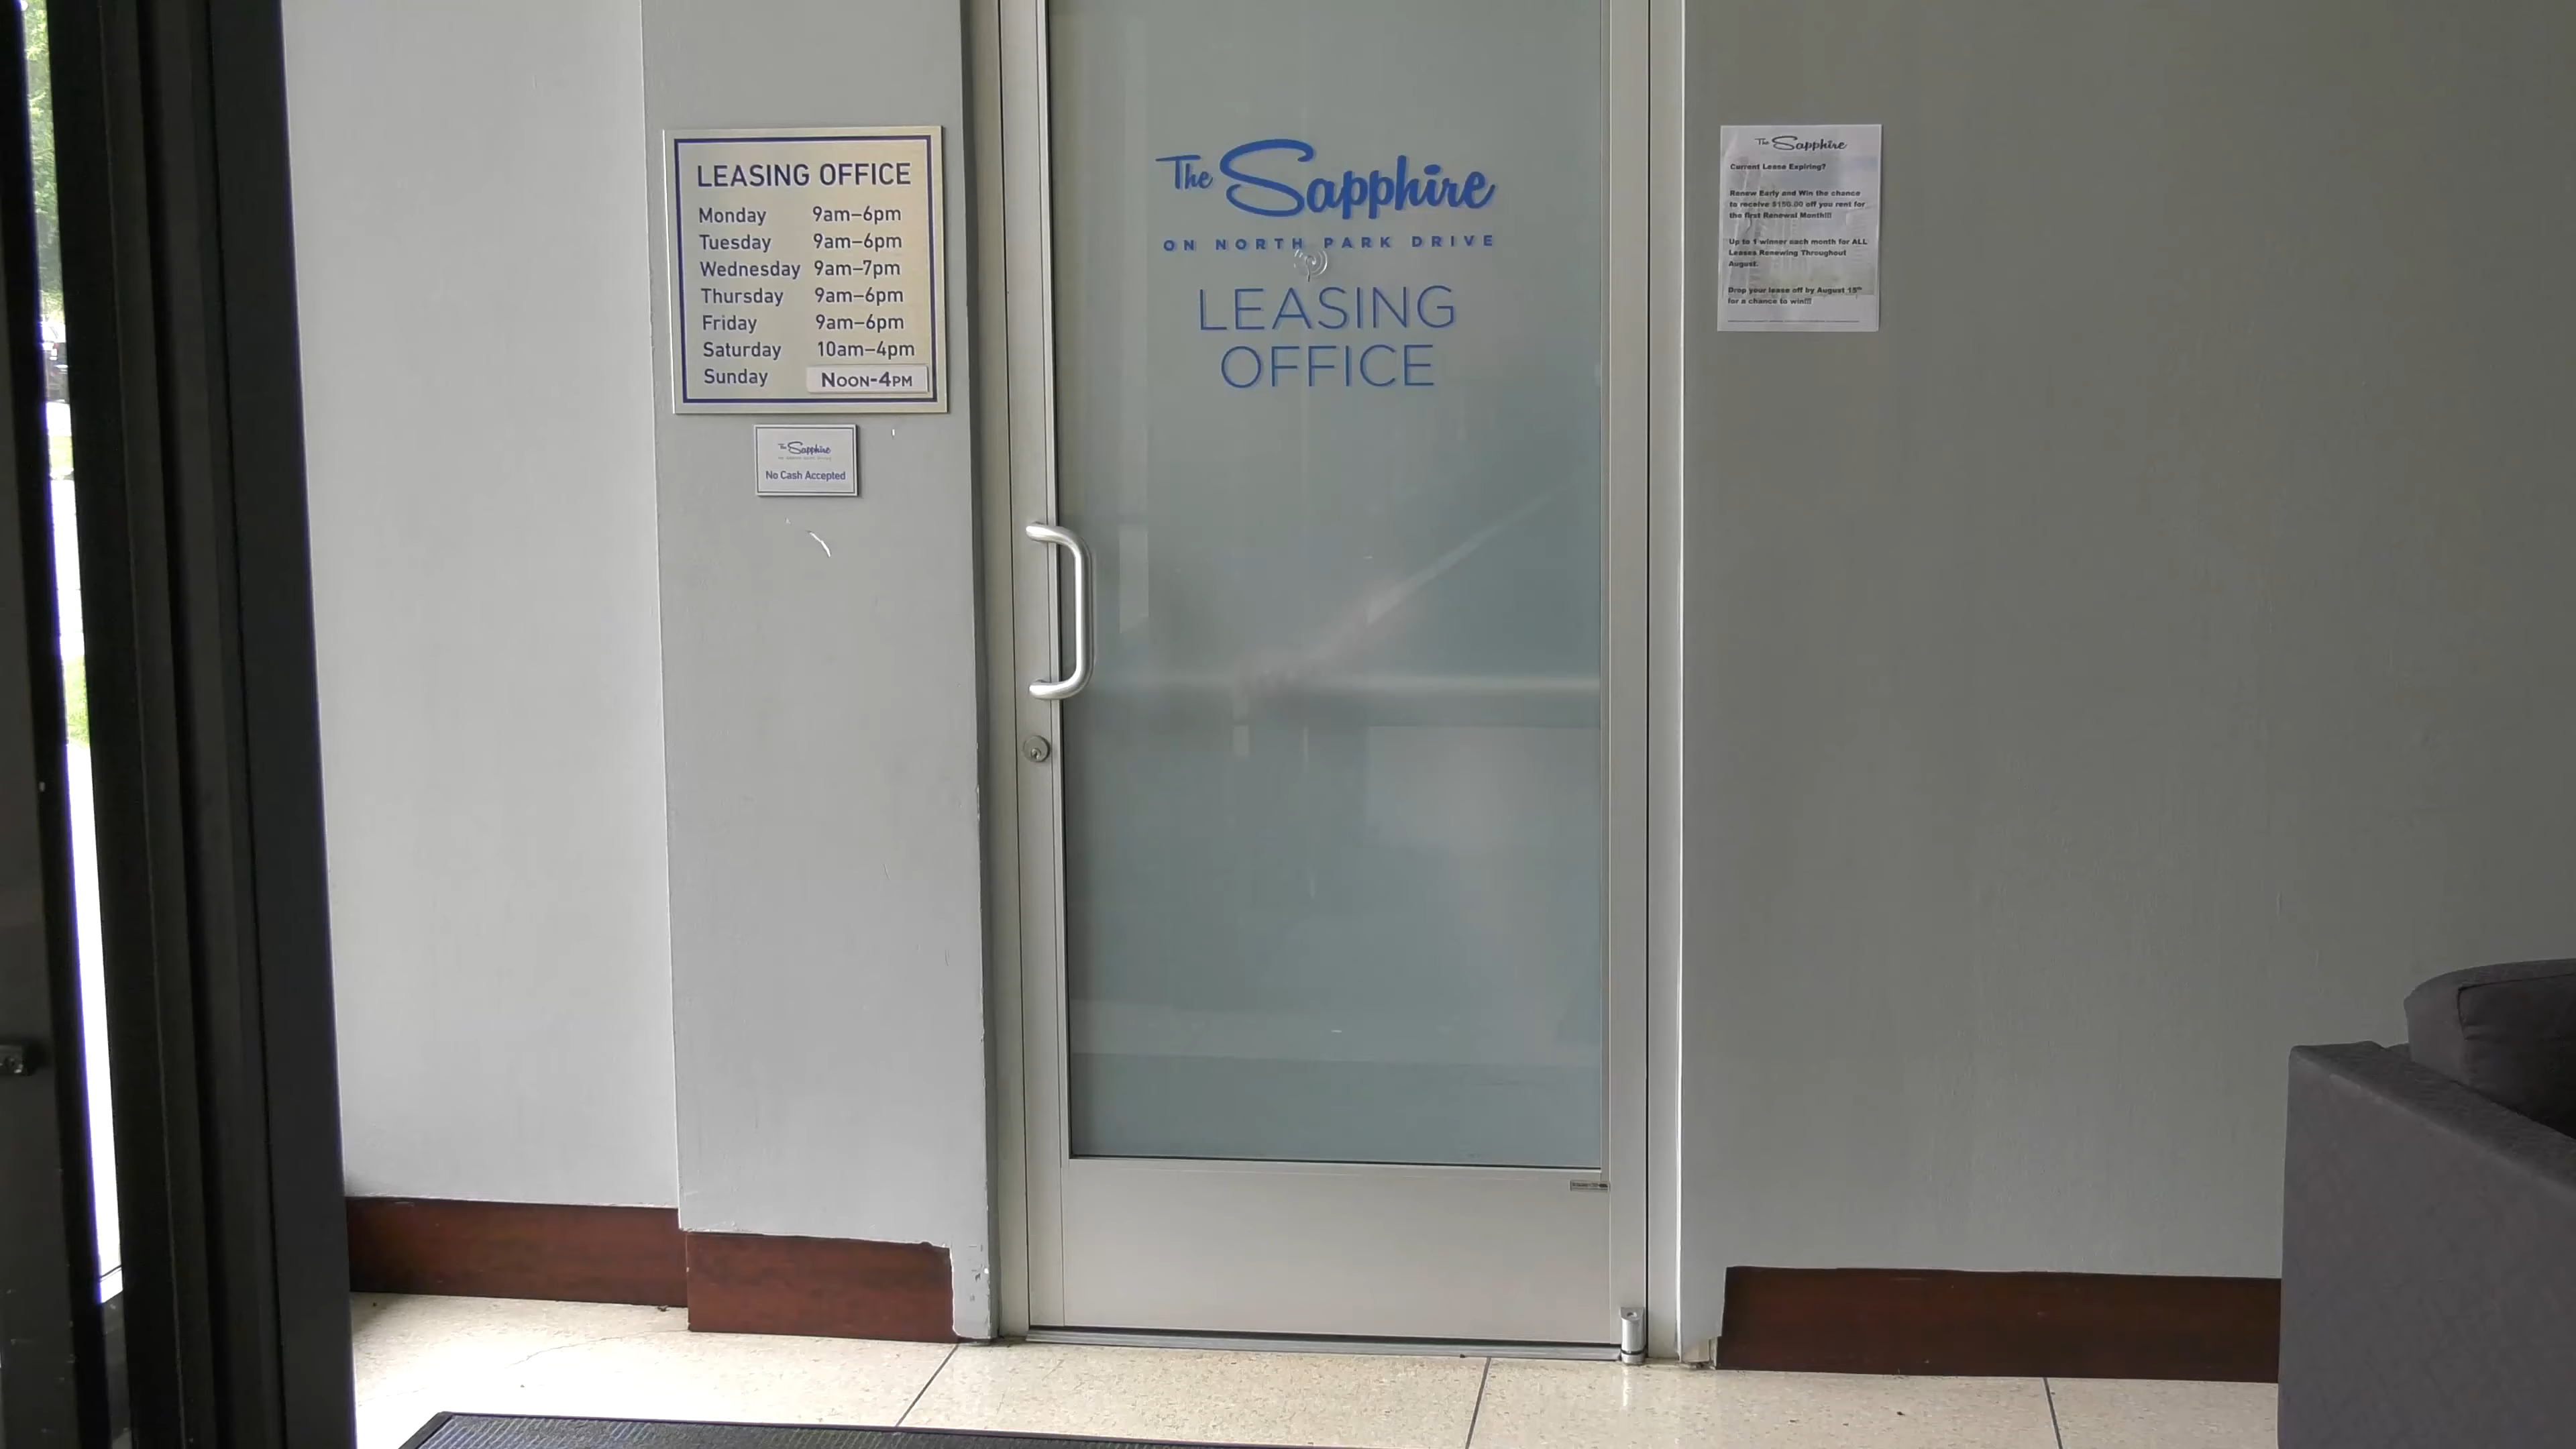 LEASING OFFICE
Monday 9am–6pm
Tuesday 9am–6pm
Wednesday 9am–7pm
Thursday 9am–6pm
Friday 9am–6pm
Saturday 10am–4pm
Sunday NOON-4PM
The Sapphire
No Cash Accepted
The Sapphire
ON NORTH PARK DRIVE
LEASING
OFFICE
The Sapphire
Current Lease Expiring?
Renew Early and Win the chance
to receive $150.00 off you rent for
the first Renewal Month!!!
Up to 1 winner each month for ALL
Leases Renewing Throughout
August.
Drop your lease off by August 15th
for a chance to win!!!